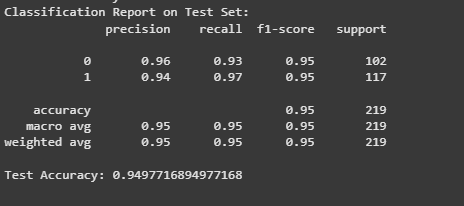 Classification Report on Test Set:
precision recall f1-score support
0 0.96 0.93 0.95 102
1 0.94 0.97 0.95 117
accuracy 0.95 219
macro avg 0.95 0.95 0.95 219
weighted avg 0.95 0.95 0.95 219
Test Accuracy: 0.9497716894977168